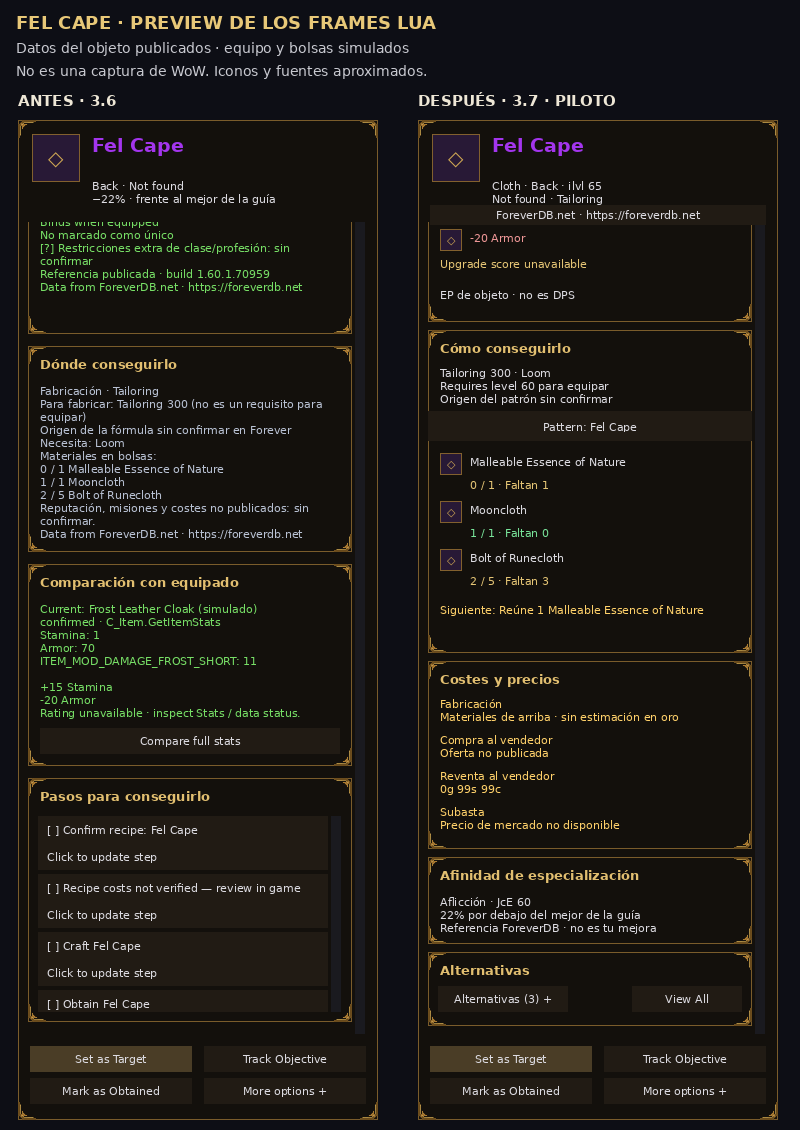 FEL CAPE · PREVIEW DE LOS FRAMES LUA
Datos del objeto publicados · equipo y bolsas simulados
No es una captura de WoW. Iconos y fuentes aproximados.
ANTES · 3.6
Fel Cape
Back · Not found
−22% · frente al mejor de la guía
Binds when equipped
No marcado como único
[?] Restricciones extra de clase/profesión: sin
confirmar
Referencia publicada · build 1.60.1.70959
Data from ForeverDB.net · https://foreverdb.net
Dónde conseguirlo
Fabricación · Tailoring
Para fabricar: Tailoring 300 (no es un requisito para
equipar)
Origen de la fórmula sin confirmar en Forever
Necesita: Loom
Materiales en bolsas:
0 / 1 Malleable Essence of Nature
1 / 1 Mooncloth
2 / 5 Bolt of Runecloth
Reputación, misiones y costes no publicados: sin
confirmar.
Data from ForeverDB.net · https://foreverdb.net
Comparación con equipado
Current: Frost Leather Cloak (simulado)
confirmed · C_Item.GetItemStats
Stamina: 1
Armor: 70
ITEM_MOD_DAMAGE_FROST_SHORT: 11
+15 Stamina
-20 Armor
Rating unavailable · inspect Stats / data status.
Compare full stats
Pasos para conseguirlo
[ ] Confirm recipe: Fel Cape
Click to update step
[ ] Recipe costs not verified — review in game
Click to update step
[ ] Craft Fel Cape
Click to update step
[ ] Obtain Fel Cape
Set as Target
Track Objective
Mark as Obtained
More options +
DESPUÉS · 3.7 · PILOTO
Fel Cape
Cloth · Back · ilvl 65
Not found · Tailoring
ForeverDB.net · https://foreverdb.net
-20 Armor
Upgrade score unavailable
EP de objeto · no es DPS
Cómo conseguirlo
Tailoring 300 · Loom
Requires level 60 para equipar
Origen del patrón sin confirmar
Pattern: Fel Cape
Malleable Essence of Nature
0 / 1 · Faltan 1
Mooncloth
1 / 1 · Faltan 0
Bolt of Runecloth
2 / 5 · Faltan 3
Siguiente: Reúne 1 Malleable Essence of Nature
Costes y precios
Fabricación
Materiales de arriba · sin estimación en oro
Compra al vendedor
Oferta no publicada
Reventa al vendedor
0g 99s 99c
Subasta
Precio de mercado no disponible
Afinidad de especialización
Aflicción · JcE 60
22% por debajo del mejor de la guía
Referencia ForeverDB · no es tu mejora
Alternativas
Alternativas (3) +
View All
Set as Target
Track Objective
Mark as Obtained
More options +